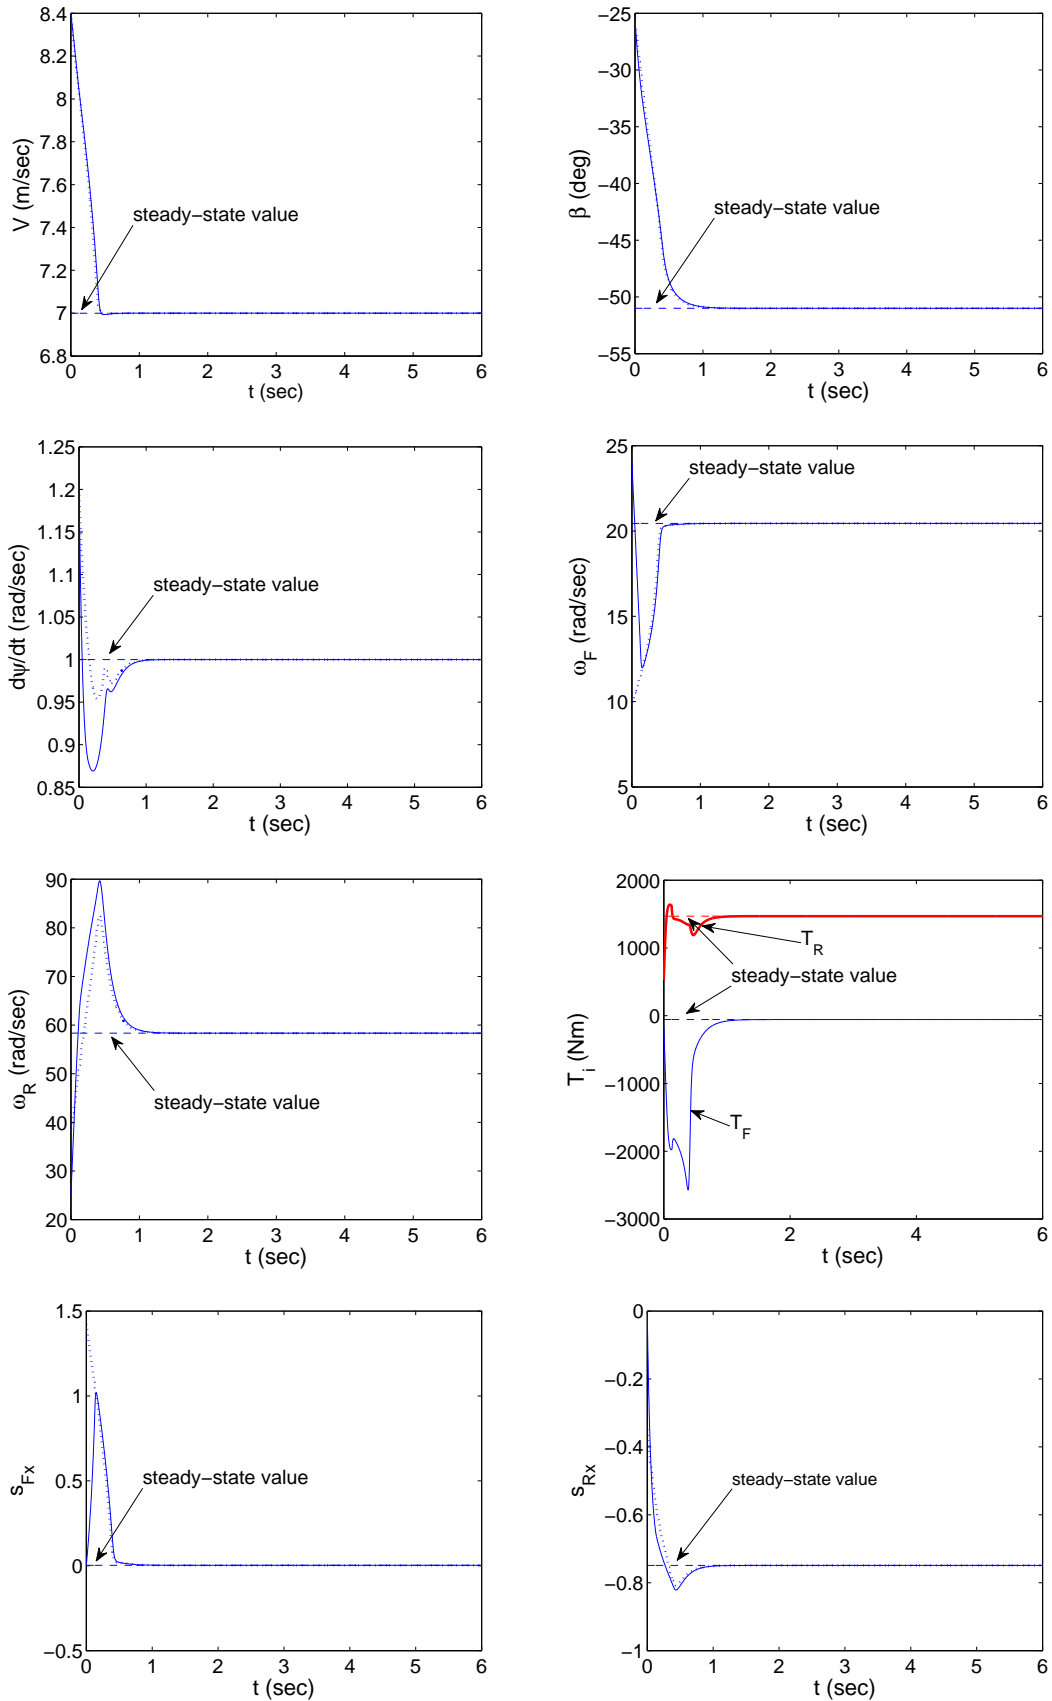 8.4
8.2
8
7.8
7.6
7.4
7.2
7
6.8
V (m/sec)
steady−state value
0 1 2 3 4 5 6
t (sec)
−25
−30
−35
−40
−45
−50
−55
β (deg)
steady−state value
0 1 2 3 4 5 6
t (sec)
1.25
1.2
1.15
1.1
1.05
1
0.95
0.9
0.85
dψ/dt (rad/sec)
steady−state value
0 1 2 3 4 5 6
t (sec)
25
20
15
10
5
ω_F (rad/sec)
steady−state value
0 1 2 3 4 5 6
t (sec)
90
80
70
60
50
40
30
20
ω_R (rad/sec)
steady−state value
0 1 2 3 4 5 6
t (sec)
2000
1000
0
−1000
−2000
−3000
T_i (Nm)
T_R
steady−state value
T_F
0 2 4 6
t (sec)
1.5
1
0.5
0
−0.5
s_Fx
steady−state value
0 1 2 3 4 5 6
t (sec)
0
−0.2
−0.4
−0.6
−0.8
−1
s_Rx
steady−state value
0 1 2 3 4 5 6
t (sec)